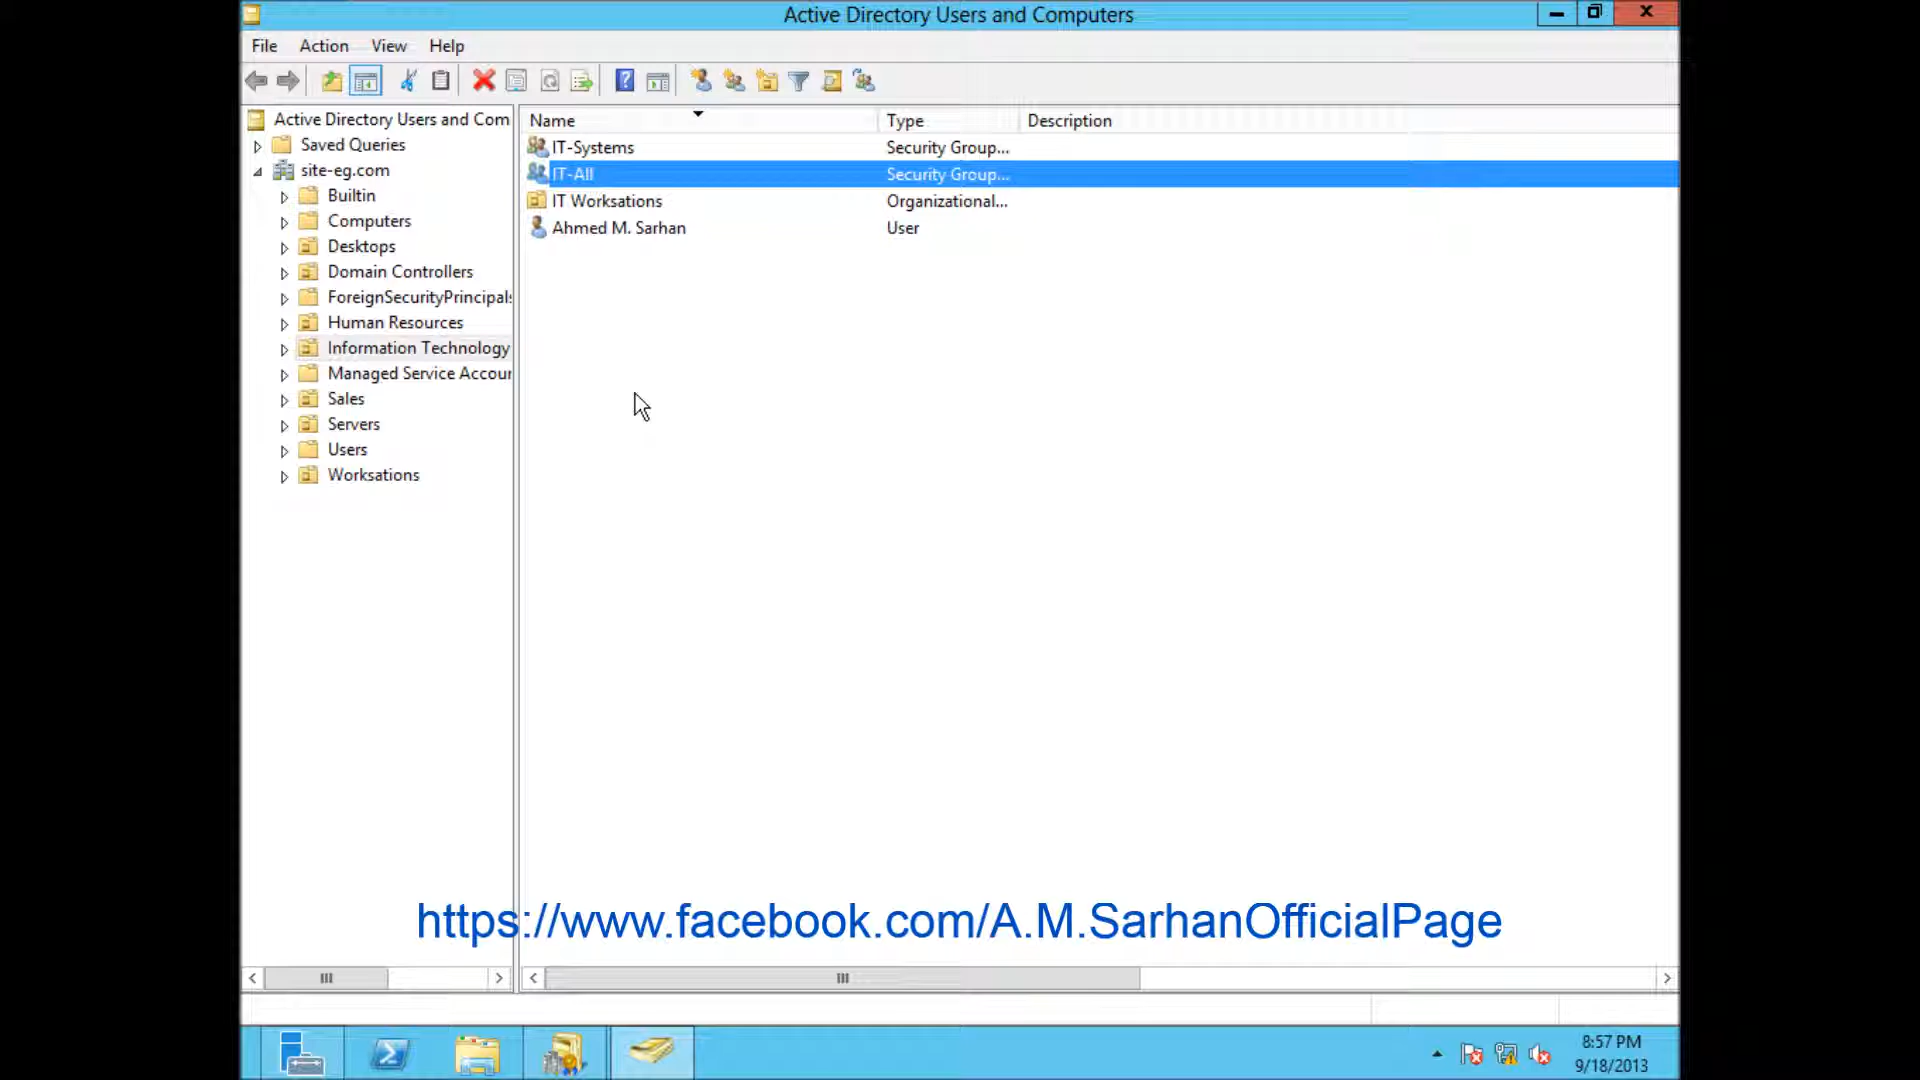 Active Directory Users and Computers
File Action View Help
Active Directory Users and Com
Saved Queries
site-eg.com
Builtin
Computers
Desktops
Domain Controllers
ForeignSecurityPrincipals
Human Resources
Information Technology
Managed Service Accour
Sales
Servers
Users
Worksations
Name Type Description
IT-Systems Security Group...
IT-All Security Group...
IT Worksations Organizational...
Ahmed M. Sarhan User
https://www.facebook.com/A.M.SarhanOfficialPage
8:57 PM
9/18/2013